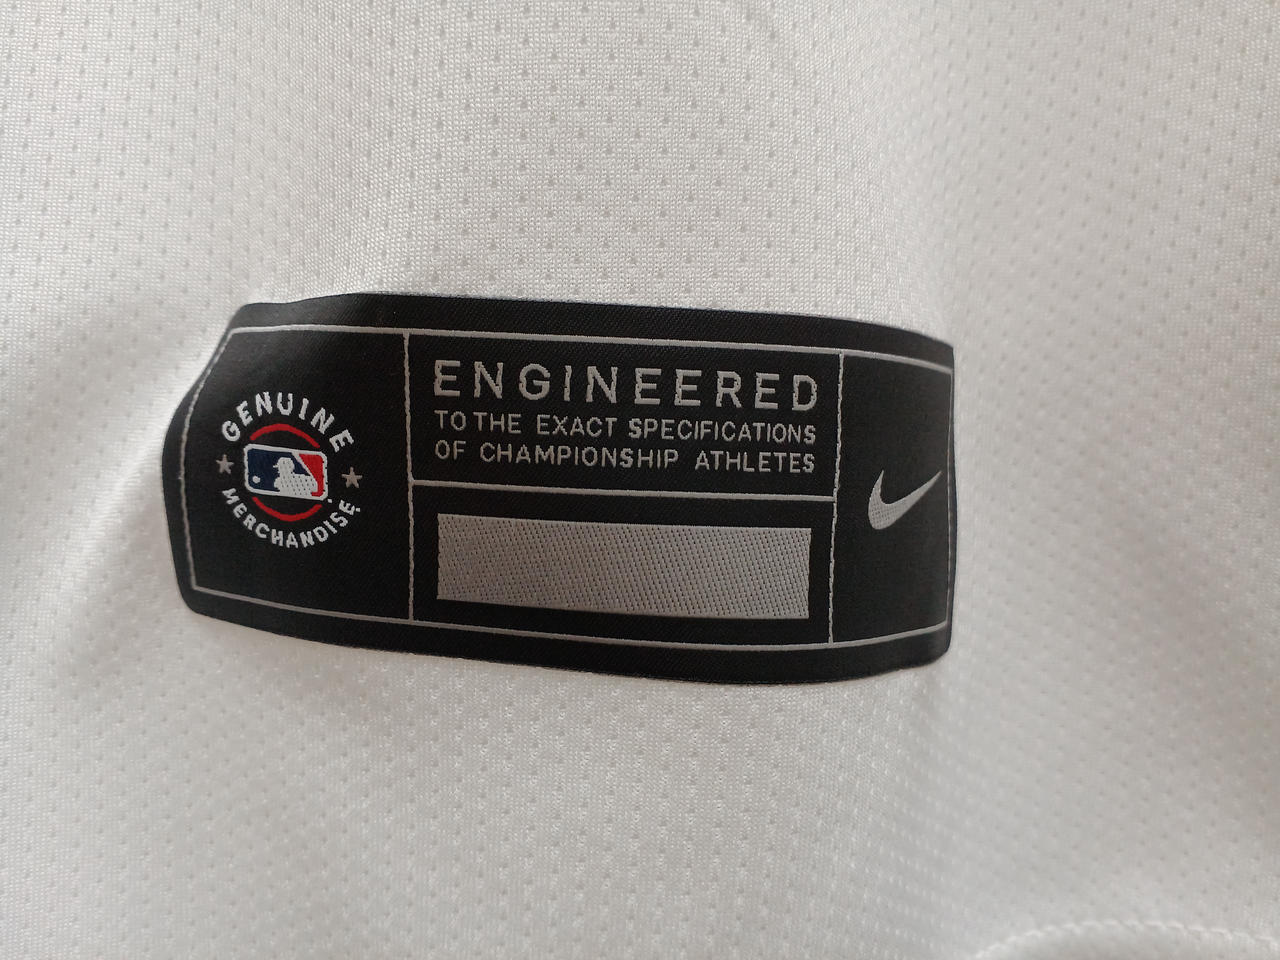 GENUINE
MERCHANDISE
ENGINEERED
TO THE EXACT SPECIFICATIONS
OF CHAMPIONSHIP ATHLETES